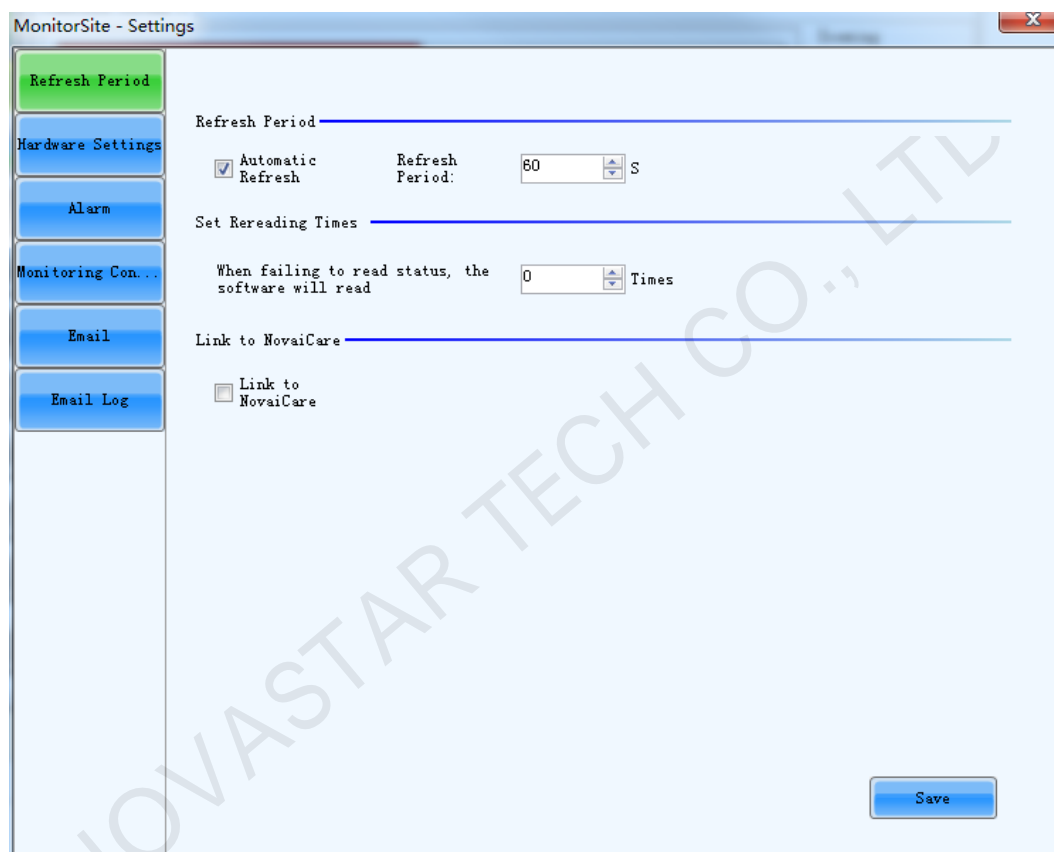 MonitorSite - Settings
Refresh Period
Hardware Settings
Alarm
Monitoring Con...
Email
Email Log
Refresh Period
Automatic
Refresh
Refresh
Period:
60
S
Set Rereading Times
When failing to read status, the
software will read
0
Times
Link to NovaiCare
Link to
NovaiCare
Save
NOVASTAR TECH CO., LTD